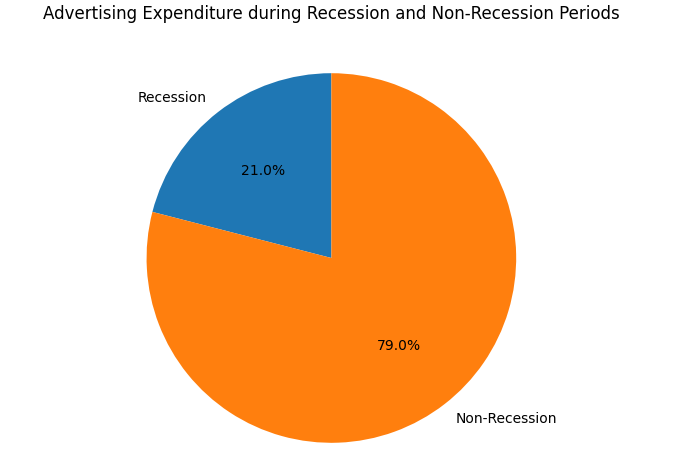 Advertising Expenditure during Recession and Non-Recession Periods
Recession
21.0%
79.0%
Non-Recession